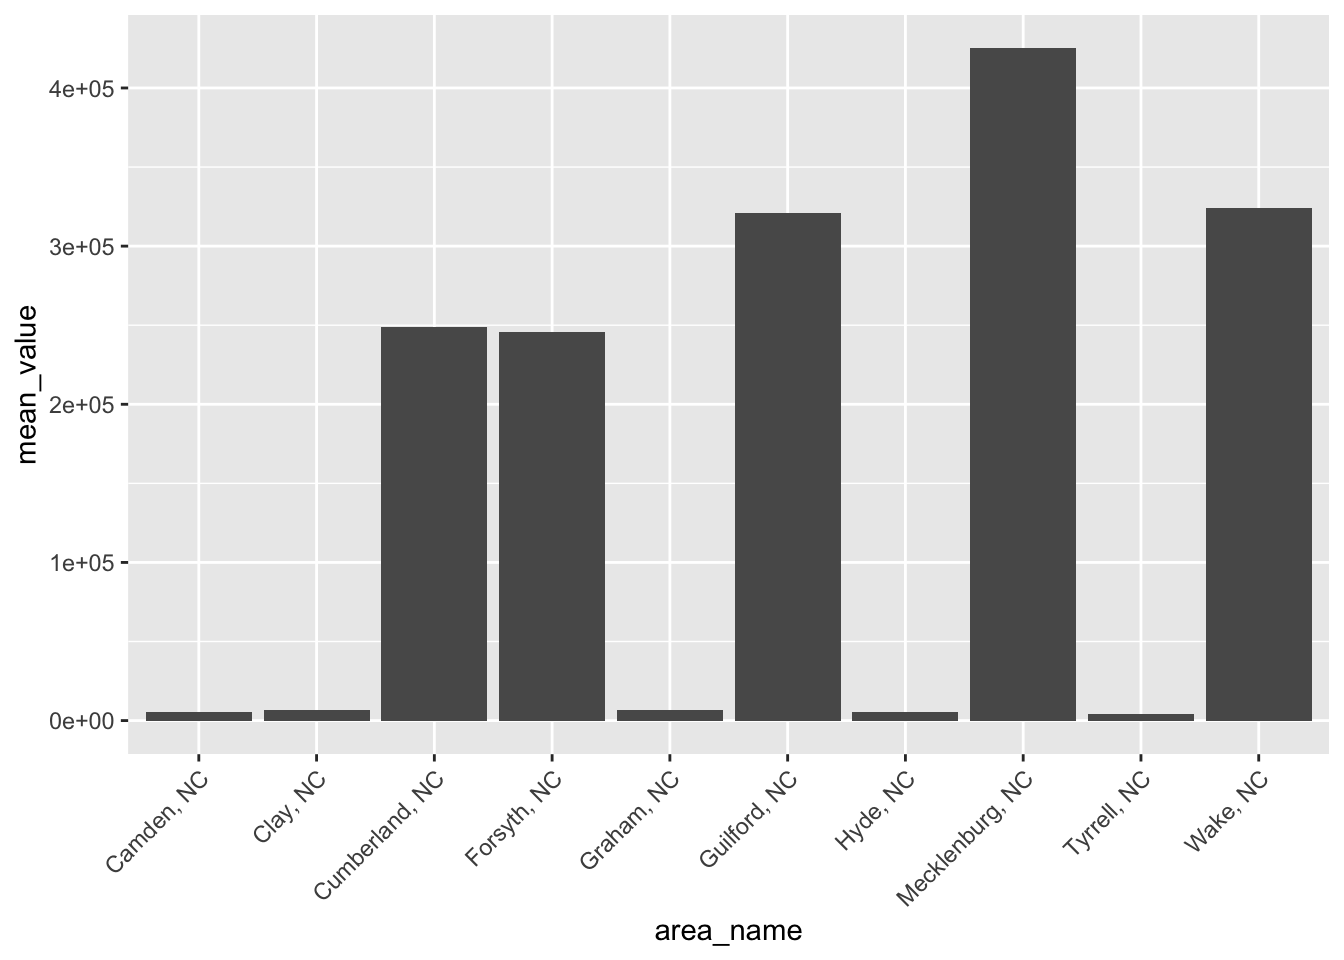 4e+05
3e+05
2e+05
1e+05
0e+00
mean_value
Camden, NC
Clay, NC
Cumberland, NC
Forsyth, NC
Graham, NC
Guilford, NC
Hyde, NC
Mecklenburg, NC
Tyrrell, NC
Wake, NC
area_name